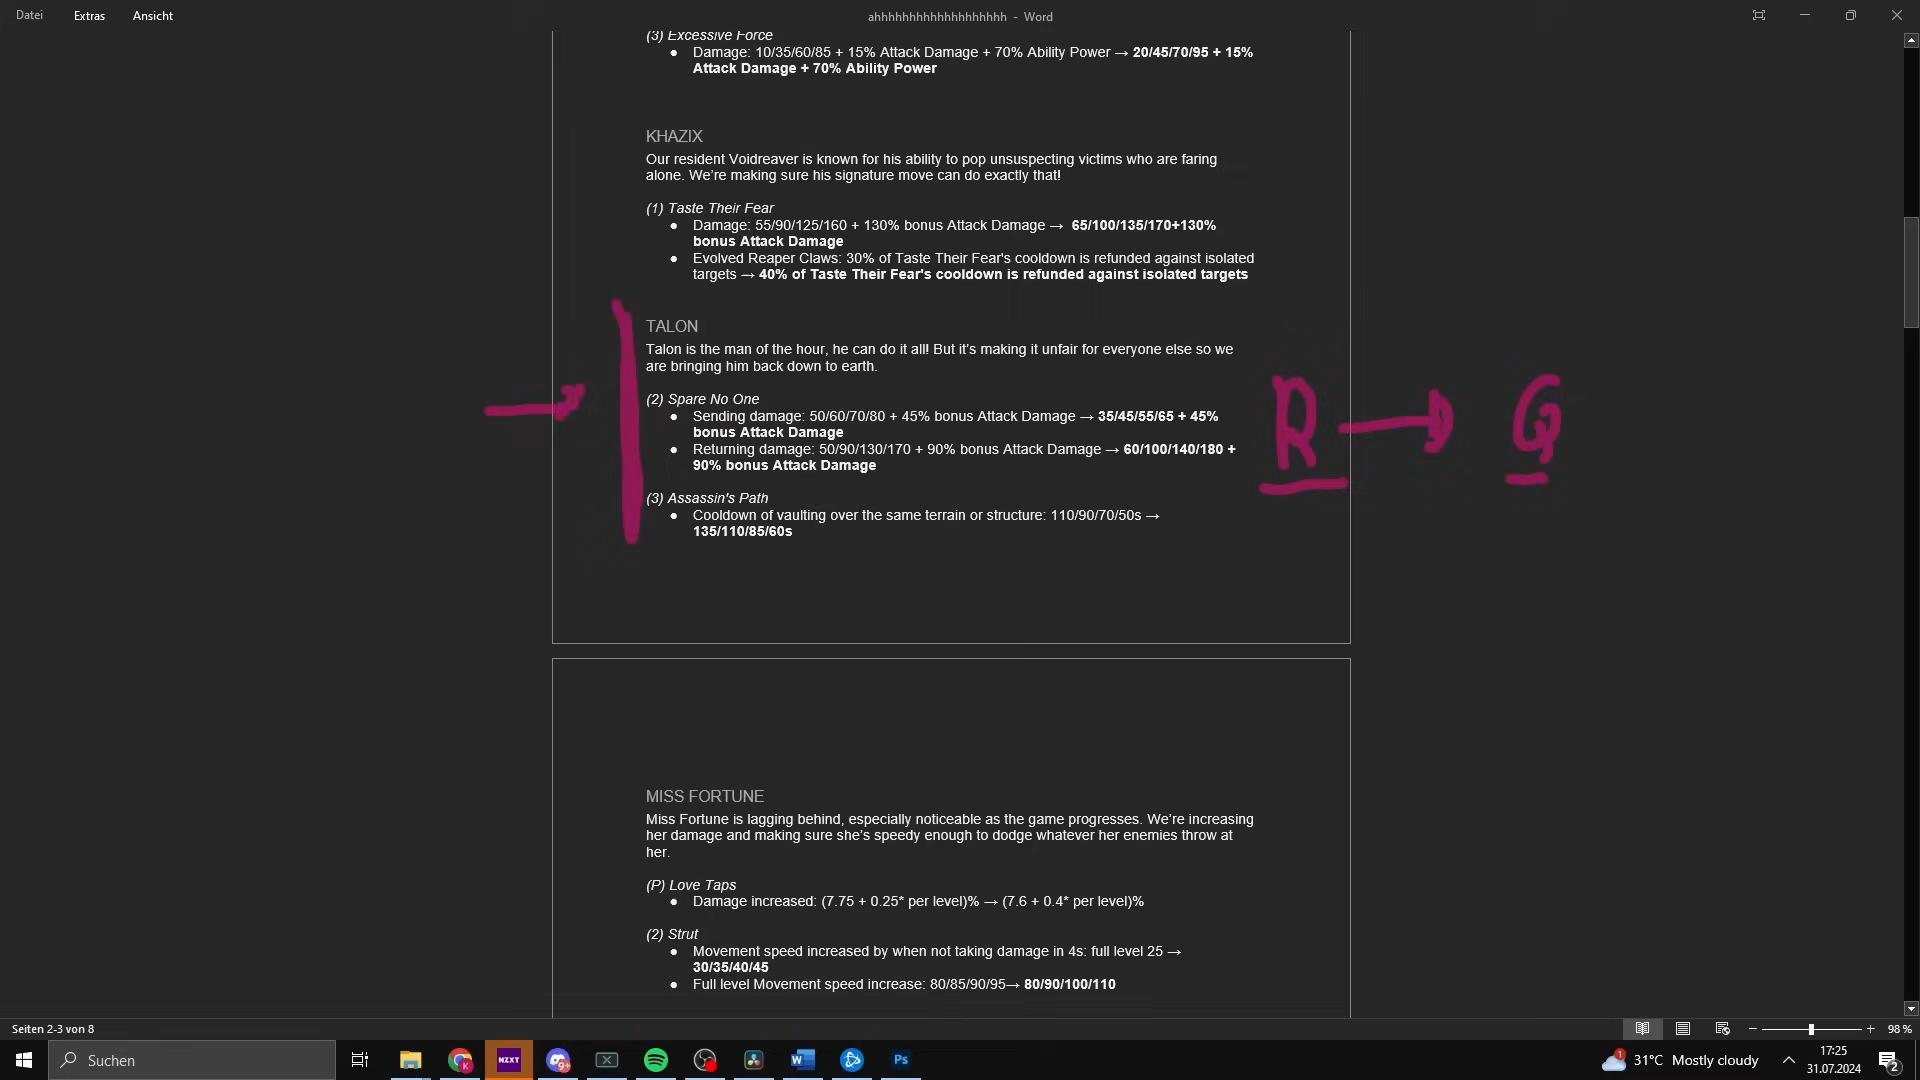 Datei Extras Ansicht ahhhhhhhhhhhhhhhhhhh - Word
(3) Excessive Force
● Damage: 10/35/60/85 + 15% Attack Damage + 70% Ability Power → 20/45/70/95 + 15%
Attack Damage + 70% Ability Power
KHAZIX
Our resident Voidreaver is known for his ability to pop unsuspecting victims who are faring
alone. We're making sure his signature move can do exactly that!
(1) Taste Their Fear
● Damage: 55/90/125/160 + 130% bonus Attack Damage → 65/100/135/170+130%
bonus Attack Damage
● Evolved Reaper Claws: 30% of Taste Their Fear's cooldown is refunded against isolated
targets → 40% of Taste Their Fear's cooldown is refunded against isolated targets
TALON
Talon is the man of the hour, he can do it all! But it's making it unfair for everyone else so we
are bringing him back down to earth.
(2) Spare No One
● Sending damage: 50/60/70/80 + 45% bonus Attack Damage → 35/45/55/65 + 45%
bonus Attack Damage
● Returning damage: 50/90/130/170 + 90% bonus Attack Damage → 60/100/140/180 +
90% bonus Attack Damage
R → G
(3) Assassin's Path
● Cooldown of vaulting over the same terrain or structure: 110/90/70/50s →
135/110/85/60s
MISS FORTUNE
Miss Fortune is lagging behind, especially noticeable as the game progresses. We're increasing
her damage and making sure she's speedy enough to dodge whatever her enemies throw at
her.
(P) Love Taps
● Damage increased: (7.75 + 0.25* per level)% → (7.6 + 0.4* per level)%
(2) Strut
● Movement speed increased by when not taking damage in 4s: full level 25 →
30/35/40/45
● Full level Movement speed increase: 80/85/90/95→ 80/90/100/110
Seiten 2-3 von 8 98 %
Suchen NZXT 9+ W Ps 1 31°C Mostly cloudy 17:25
31.07.2024 2